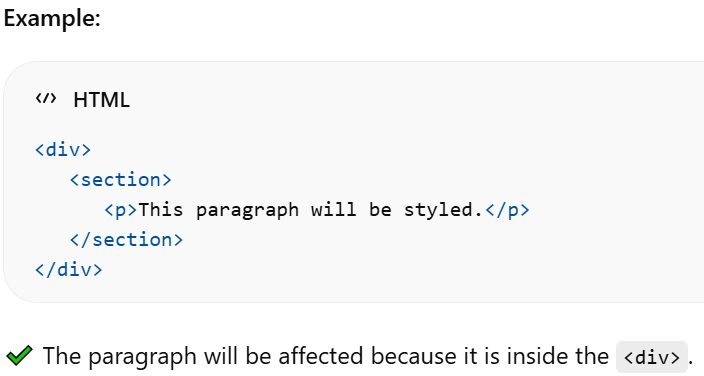 Example:
</> HTML
<div>
<section>
<p>This paragraph will be styled.</p>
</section>
</div>
The paragraph will be affected because it is inside the <div>.